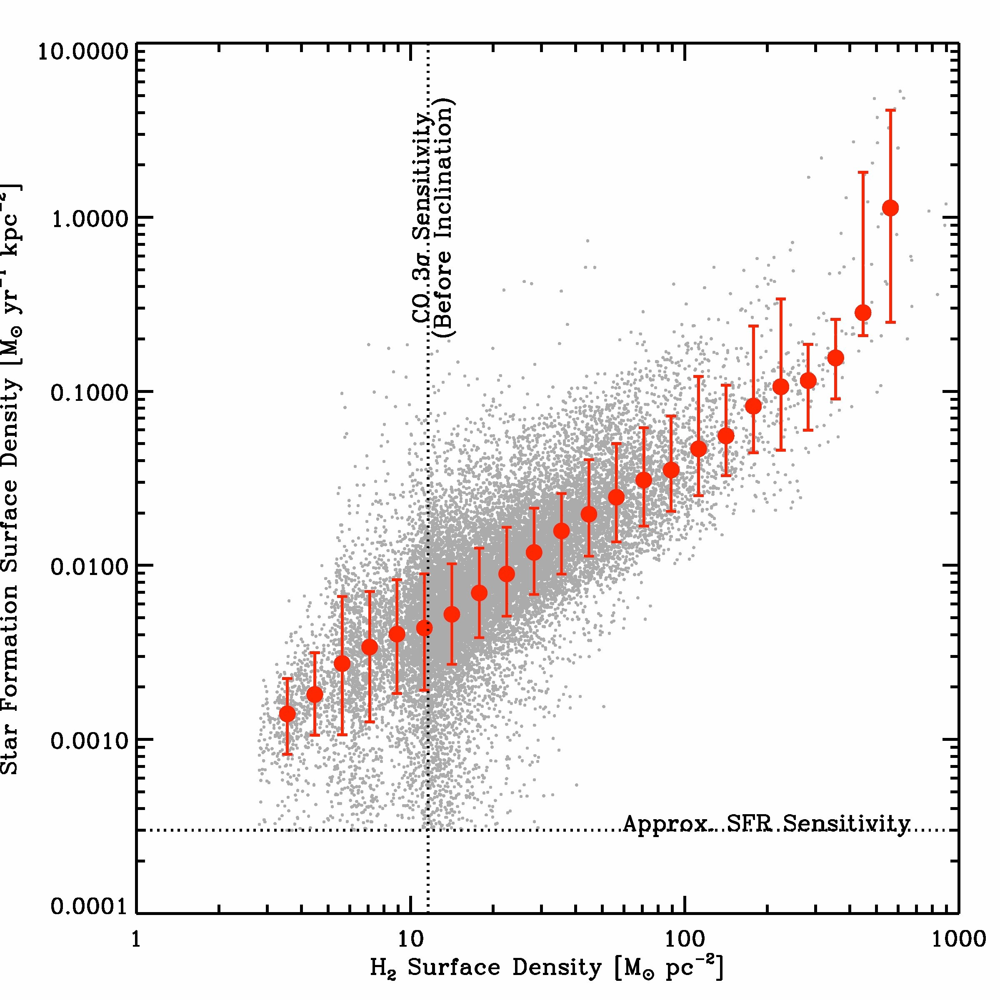 10.0000
1.0000
0.1000
0.0100
0.0010
0.0001
Star Formation Surface Density [M⊙ yr⁻¹ kpc⁻²]
CO 3σ Sensitivity
(Before Inclination)
Approx. SFR Sensitivity
1 10 100 1000
H₂ Surface Density [M⊙ pc⁻²]